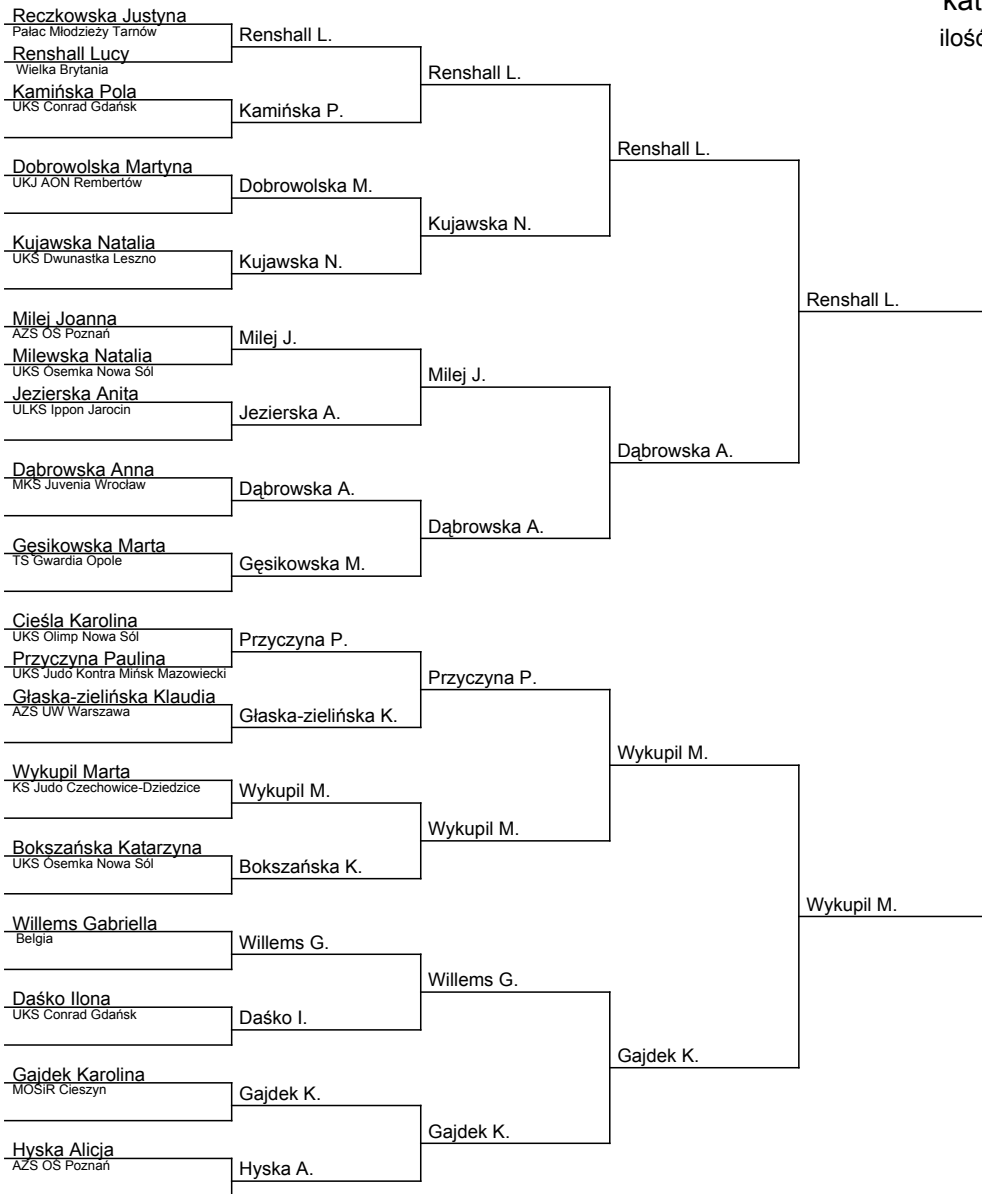 Reczkowska Justyna
Pałac Młodzieży Tarnów
Renshall Lucy
Wielka Brytania
Kamińska Pola
UKS Conrad Gdańsk
Dobrowolska Martyna
UKJ AON Rembertów
Kujawska Natalia
UKS Dwunastka Leszno
Milej Joanna
AZS OŚ Poznań
Milewska Natalia
UKS Ósemka Nowa Sól
Jezierska Anita
ULKS Ippon Jarocin
Dąbrowska Anna
MKS Juvenia Wrocław
Gęsikowska Marta
TS Gwardia Opole
Cieśla Karolina
UKS Olimp Nowa Sól
Przyczyna Paulina
UKS Judo Kontra Mińsk Mazowiecki
Głaska-zielińska Klaudia
AZS UW Warszawa
Wykupil Marta
KS Judo Czechowice-Dziedzice
Bokszańska Katarzyna
UKS Ósemka Nowa Sól
Willems Gabriella
Belgia
Daśko Ilona
UKS Conrad Gdańsk
Gajdek Karolina
MOSiR Cieszyn
Hyska Alicja
AZS OŚ Poznań
Renshall L.
Kamińska P.
Dobrowolska M.
Kujawska N.
Milej J.
Jezierska A.
Dąbrowska A.
Gęsikowska M.
Przyczyna P.
Głaska-zielińska K.
Wykupil M.
Bokszańska K.
Willems G.
Daśko I.
Gajdek K.
Hyska A.
Renshall L.
Kujawska N.
Milej J.
Dąbrowska A.
Przyczyna P.
Wykupil M.
Willems G.
Gajdek K.
Renshall L.
Dąbrowska A.
Wykupil M.
Gajdek K.
Renshall L.
Wykupil M.